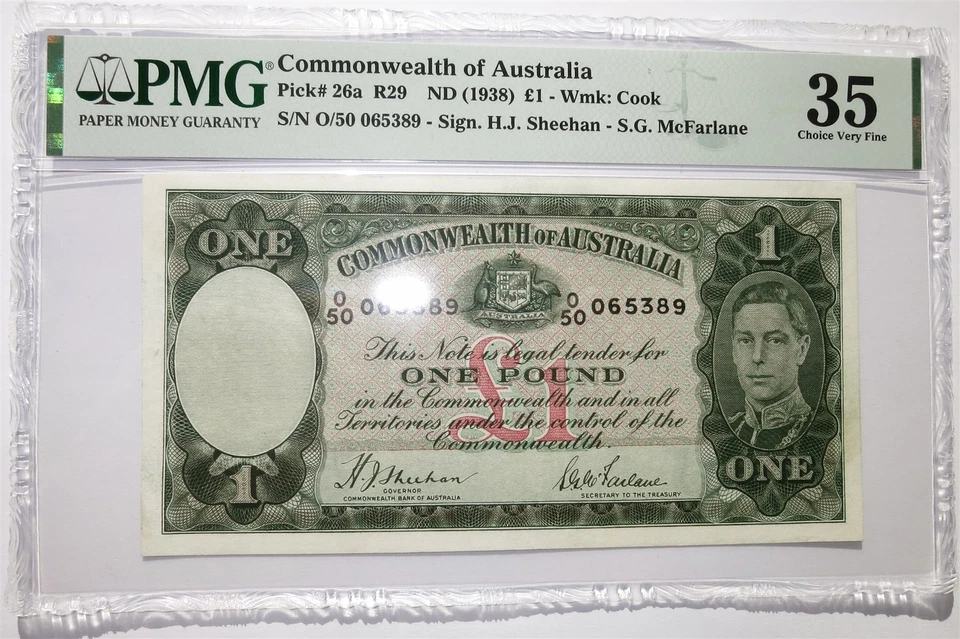 PMG®
PAPER MONEY GUARANTY
Commonwealth of Australia
Pick# 26a R29 ND (1938) £1 - Wmk: Cook
S/N O/50 065389 - Sign. H.J. Sheehan - S.G. McFarlane
35
Choice Very Fine
ONE
COMMONWEALTH OF AUSTRALIA
1
AUSTRALIA
O/50
O/50 065389
This Note is legal tender for
ONE POUND
in the Commonwealth and in all
Territories under the control of the
Commonwealth.
£1
H.J. Sheehan
GOVERNOR
COMMONWEALTH BANK OF AUSTRALIA
S.G. McFarlane
SECRETARY TO THE TREASURY
1
ONE